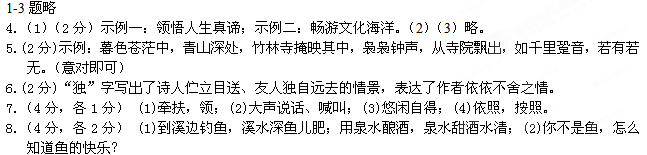 1-3题略
4.（1）（2分）示例一：领悟人生真谛；示例二：畅游文化海洋。（2）（3）略。
5.（2分）示例：暮色苍茫中，青山深处，竹林寺掩映其中，袅袅钟声，从寺院飘出，如千里跫音，若有若
无。（意对即可）
6.（2分）“独”字写出了诗人伫立目送、友人独自远去的情景，表达了作者依依不舍之情。
7.（4分，各1分）（1)牵扶，领；（2)大声说话、喊叫；（3)悠闲自得；（4)依照，按照。
8.（4分，各2分）（1)到溪边钓鱼，溪水深鱼儿肥；用泉水酿酒，泉水甜酒水清；（2)你不是鱼，怎么
知道鱼的快乐？